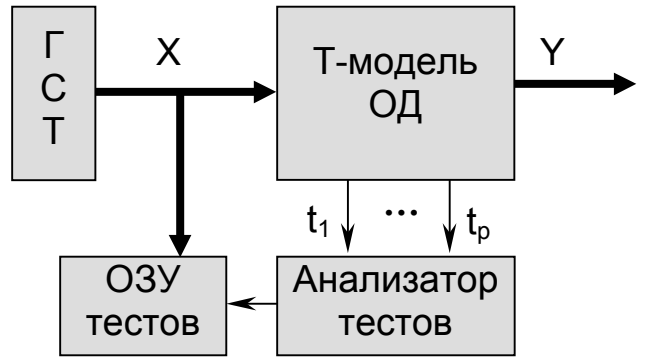 Г
С
Т
X
Т-модель
ОД
Y
t₁ ... tₚ
ОЗУ
тестов
Анализатор
тестов